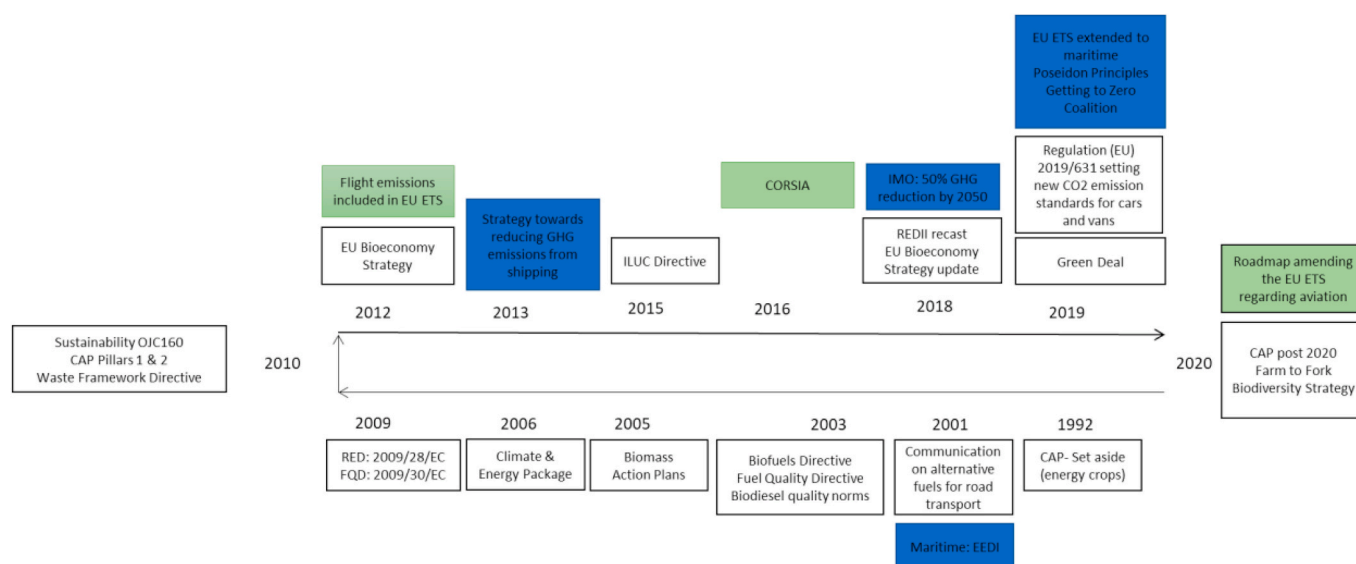 EU ETS extended to
maritime
Poseidon Principles
Getting to Zero
Coalition
Flight emissions
included in EU ETS
Strategy towards
reducing GHG
emissions from
shipping
CORSIA
IMO: 50% GHG
reduction by 2050
Regulation (EU)
2019/631 setting
new CO2 emission
standards for cars
and vans
EU Bioeconomy
Strategy
ILUC Directive
REDII recast
EU Bioeconomy
Strategy update
Green Deal
Roadmap amending
the EU ETS
regarding aviation
2012
2013
2015
2016
2018
2019
Sustainability OJC160
CAP Pillars 1 & 2
Waste Framework Directive
2010
2020
CAP post 2020
Farm to Fork
Biodiversity Strategy
2009
2006
2005
2003
2001
1992
RED: 2009/28/EC
FQD: 2009/30/EC
Climate &
Energy Package
Biomass
Action Plans
Biofuels Directive
Fuel Quality Directive
Biodiesel quality norms
Communication
on alternative
fuels for road
transport
CAP- Set aside
(energy crops)
Maritime: EEDI